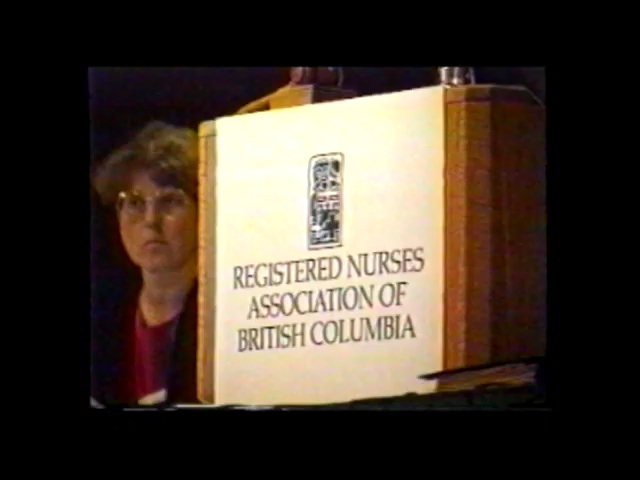 REGISTERED NURSES
ASSOCIATION OF
BRITISH COLUMBIA